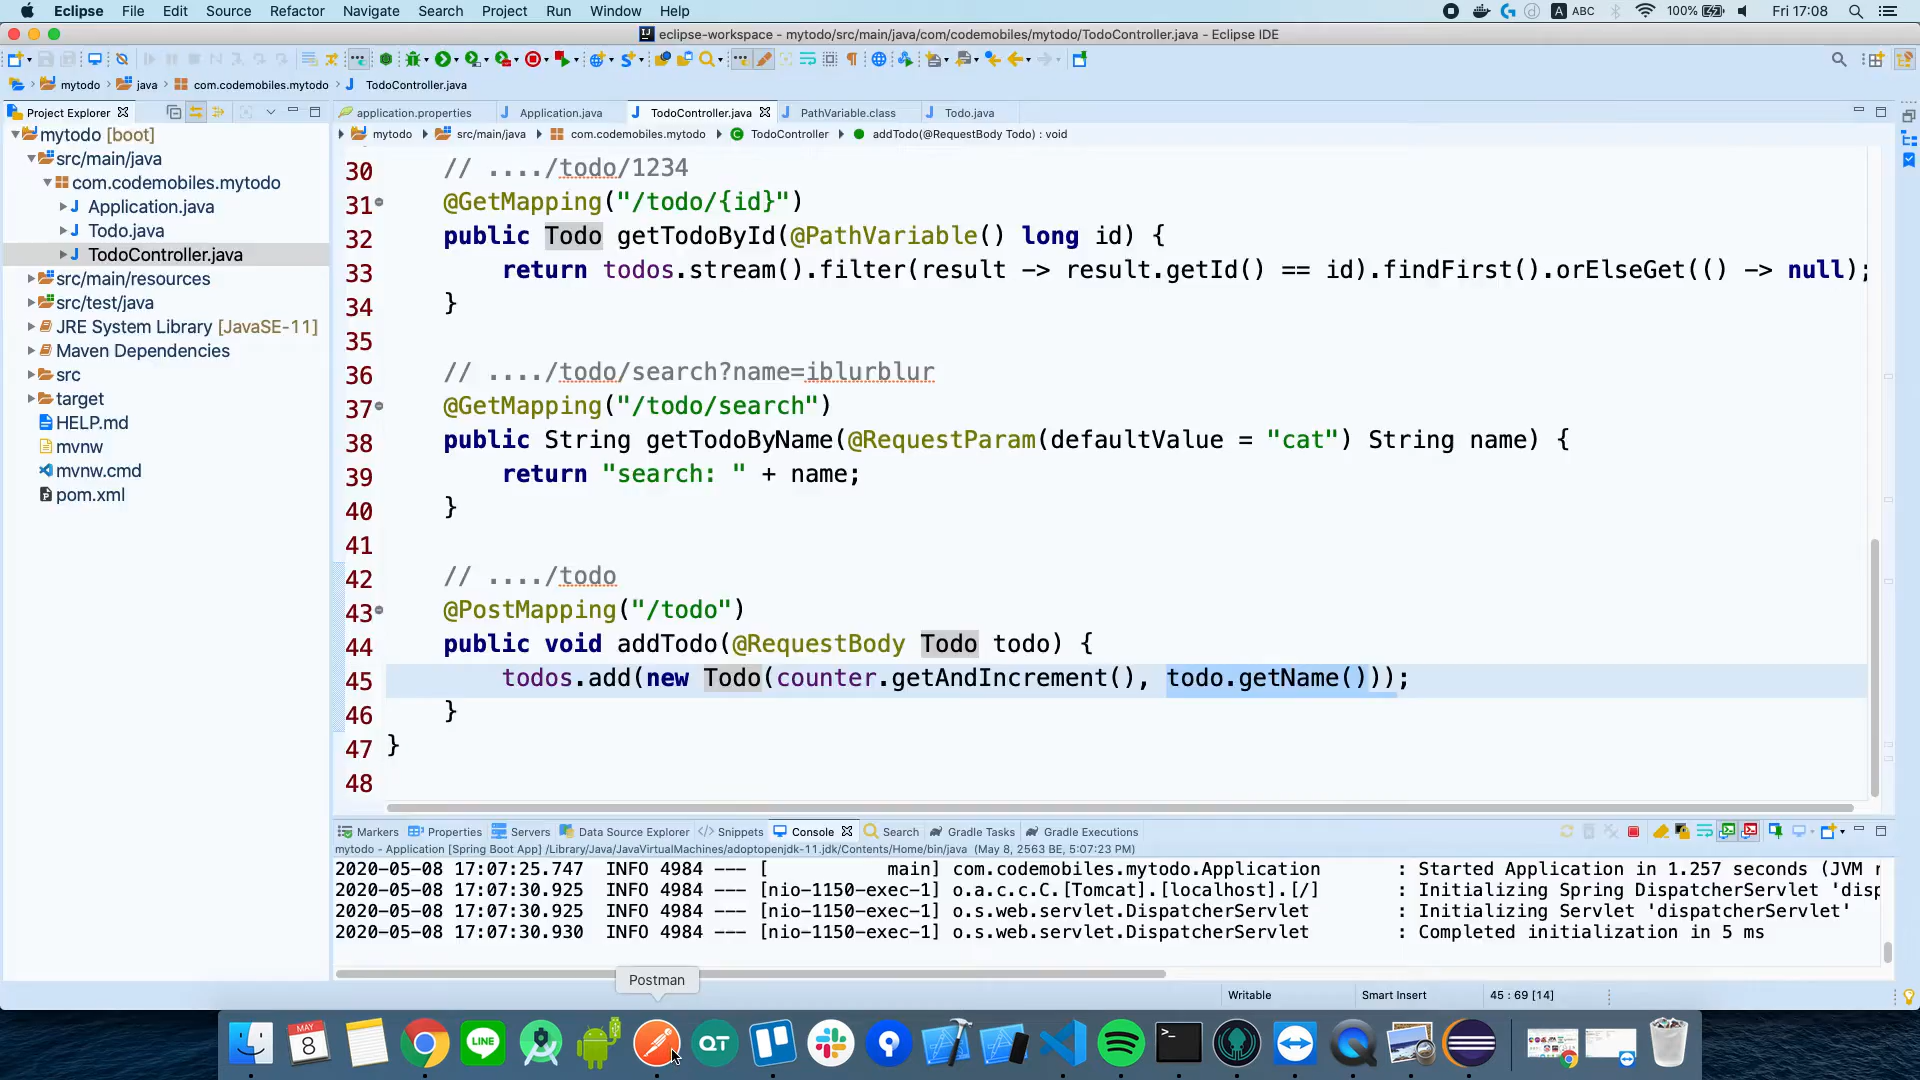 Eclipse File Edit Source Refactor Navigate Search Project Run Window Help
A ABC 100% Fri 17:08
eclipse-workspace - mytodo/src/main/java/com/codemobiles/mytodo/TodoController.java - Eclipse IDE
mytodo java com.codemobiles.mytodo TodoController.java
Project Explorer
application.properties Application.java TodoController.java PathVariable.class Todo.java
mytodo src/main/java com.codemobiles.mytodo TodoController addTodo(@RequestBody Todo) : void
mytodo [boot]
src/main/java
com.codemobiles.mytodo
Application.java
Todo.java
TodoController.java
src/main/resources
src/test/java
JRE System Library [JavaSE-11]
Maven Dependencies
src
target
HELP.md
mvnw
mvnw.cmd
pom.xml
30 // ..../todo/1234
31 @GetMapping("/todo/{id}")
32 public Todo getTodoById(@PathVariable() long id) {
33 return todos.stream().filter(result -> result.getId() == id).findFirst().orElseGet(() -> null);
34 }
35
36 // ..../todo/search?name=iblurblur
37 @GetMapping("/todo/search")
38 public String getTodoByName(@RequestParam(defaultValue = "cat") String name) {
39 return "search: " + name;
40 }
41
42 // ..../todo
43 @PostMapping("/todo")
44 public void addTodo(@RequestBody Todo todo) {
45 todos.add(new Todo(counter.getAndIncrement(), todo.getName()));
46 }
47 }
48
Markers Properties Servers Data Source Explorer Snippets Console Search Gradle Tasks Gradle Executions
mytodo - Application [Spring Boot App] /Library/Java/JavaVirtualMachines/adoptopenjdk-11.jdk/Contents/Home/bin/java (May 8, 2563 BE, 5:07:23 PM)
2020-05-08 17:07:25.747 INFO 4984 --- [ main] com.codemobiles.mytodo.Application : Started Application in 1.257 seconds (JVM r
2020-05-08 17:07:30.925 INFO 4984 --- [nio-1150-exec-1] o.a.c.c.C.[Tomcat].[localhost].[/] : Initializing Spring DispatcherServlet 'disp
2020-05-08 17:07:30.925 INFO 4984 --- [nio-1150-exec-1] o.s.web.servlet.DispatcherServlet : Initializing Servlet 'dispatcherServlet'
2020-05-08 17:07:30.930 INFO 4984 --- [nio-1150-exec-1] o.s.web.servlet.DispatcherServlet : Completed initialization in 5 ms
Postman
Writable Smart Insert 45 : 69 [14]
MAY
8
LINE
QT